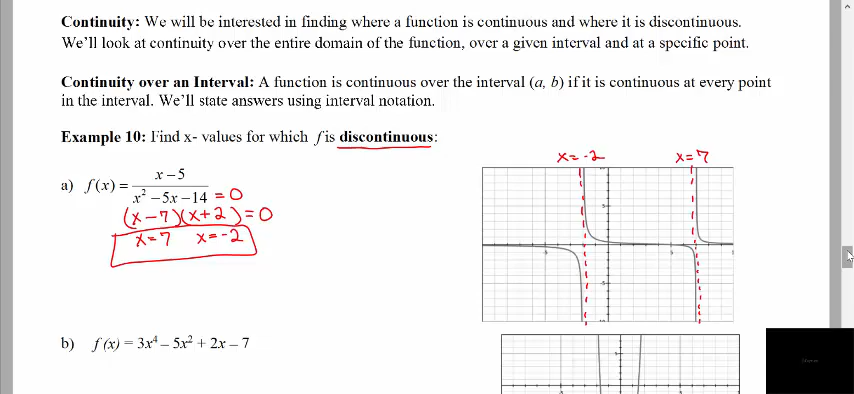 Continuity: We will be interested in finding where a function is continuous and where it is discontinuous.
We'll look at continuity over the entire domain of the function, over a given interval and at a specific point.
Continuity over an Interval: A function is continuous over the interval (a, b) if it is continuous at every point
in the interval. We'll state answers using interval notation.
Example 10: Find x- values for which f is discontinuous:
x=-2 x=7
a) f(x) = (x – 5)/(x² – 5x – 14) = 0
(x-7)(x+2)=0
x=7 x=-2
b) f (x) = 3x⁴ – 5x² + 2x – 7